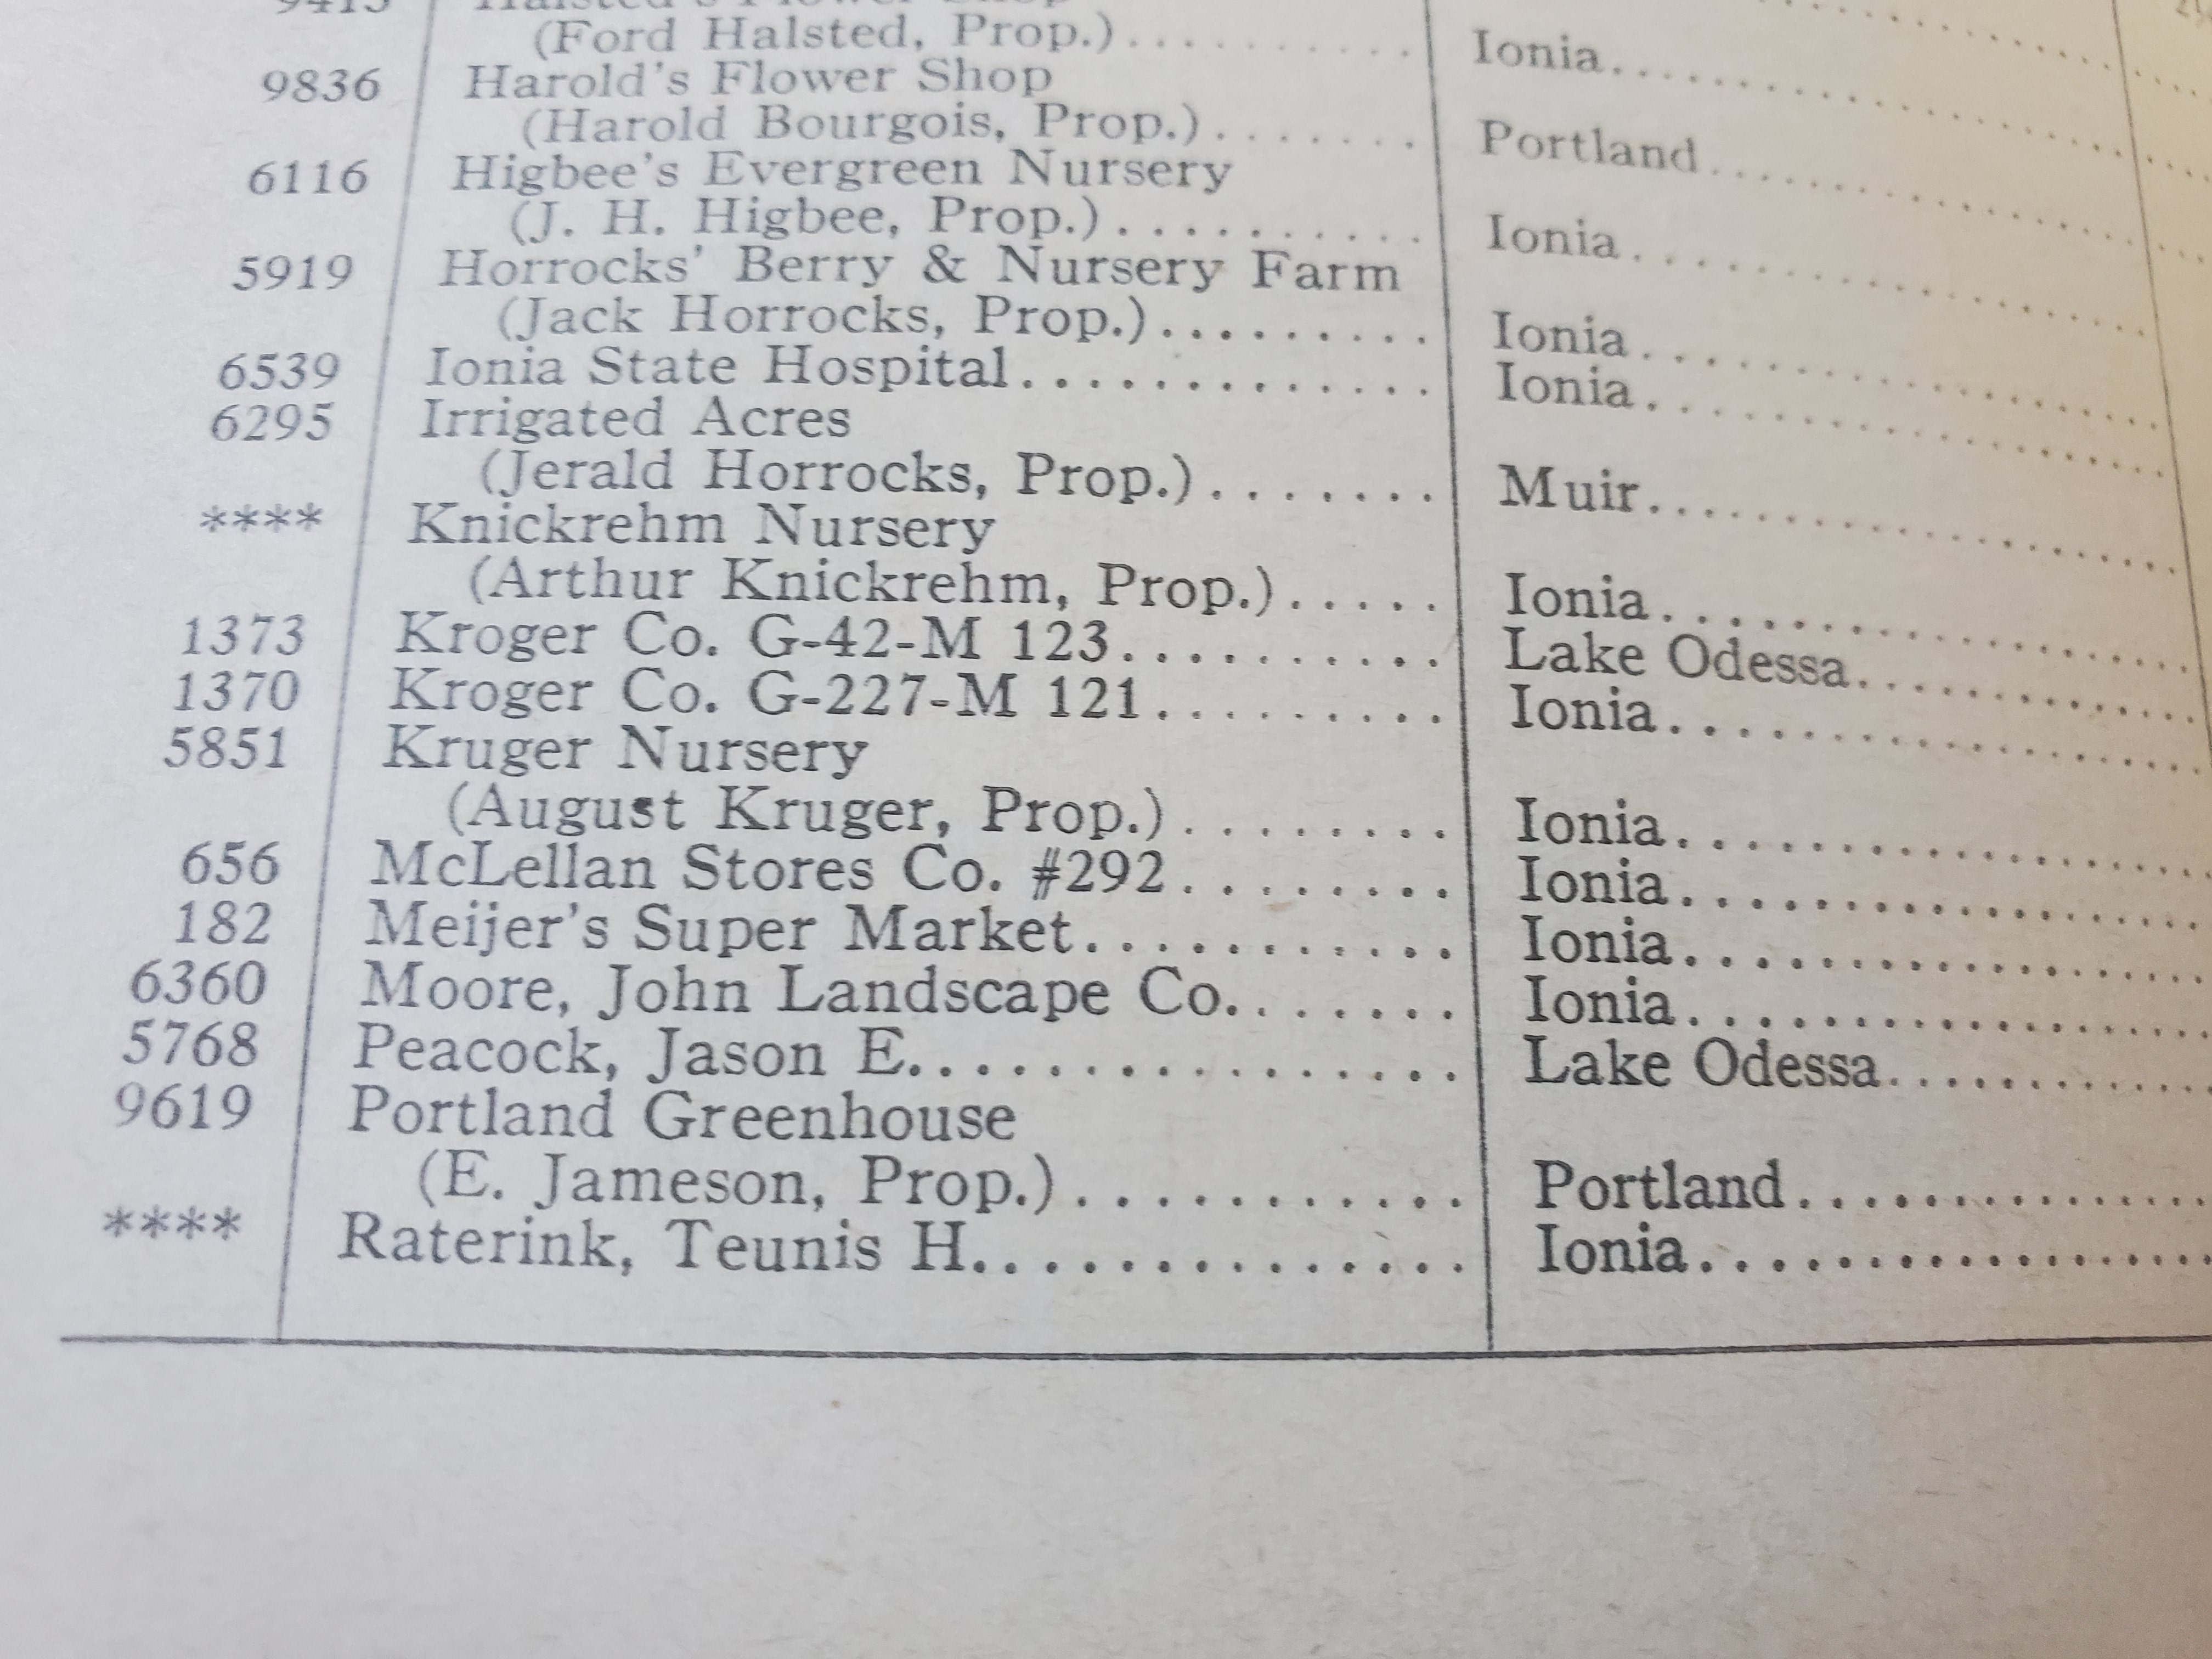 9415 Halsted's Flower Shop
(Ford Halsted, Prop.).......... Ionia..............
9836 Harold's Flower Shop
(Harold Bourgois, Prop.)....... Portland..............
6116 Higbee's Evergreen Nursery
(J. H. Higbee, Prop.).......... Ionia..............
5919 Horrocks' Berry & Nursery Farm
(Jack Horrocks, Prop.)......... Ionia..............
6539 Ionia State Hospital............. Ionia..............
6295 Irrigated Acres
(Jerald Horrocks, Prop.)....... Muir..............
**** Knickrehm Nursery
(Arthur Knickrehm, Prop.)..... Ionia..............
1373 Kroger Co. G-42-M 123.......... Lake Odessa...........
1370 Kroger Co. G-227-M 121......... Ionia..............
5851 Kruger Nursery
(August Kruger, Prop.)........ Ionia..............
656 McLellan Stores Co. #292........ Ionia..............
182 Meijer's Super Market........... Ionia..............
6360 Moore, John Landscape Co....... Ionia..............
5768 Peacock, Jason E................ Lake Odessa..........
9619 Portland Greenhouse
(E. Jameson, Prop.)............ Portland.............
**** Raterink, Teunis H.............. Ionia..............